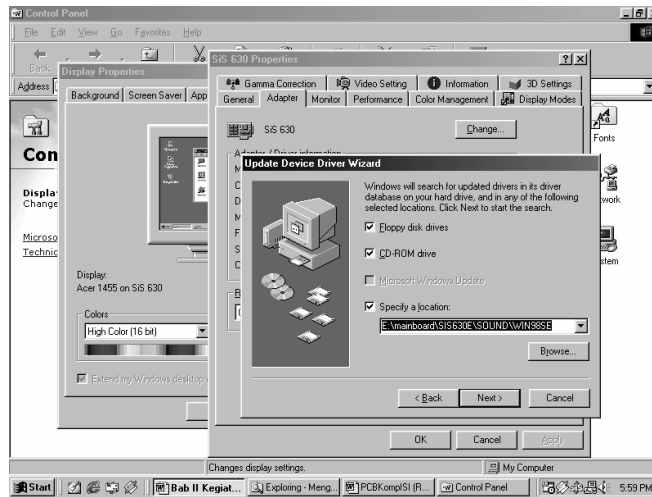 Control Panel
File Edit View Go Favorites Help
Back
Address
Con
Displa
Change
Microso
Technic
Fonts
work
stem
Display Properties
Background Screen Saver App
Display:
Acer 1455 on SiS 630
Colors
High Color (16 bit)
Extend my Windows desktop
SiS 630 Properties
Gamma Correction Video Setting Information 3D Settings
General Adapter Monitor Performance Color Management Display Modes
SiS 630
Change...
Adapter / Driver information
M
C
D
M
F
S
C
Update Device Driver Wizard
Windows will search for updated drivers in its driver
database on your hard drive, and in any of the following
selected locations. Click Next to start the search.
Floppy disk drives
CD-ROM drive
Microsoft Windows Update
Specify a location:
E:\mainboard\SIS630E\SOUND\WIN98SE
Browse...
< Back Next > Cancel
OK Cancel Apply
Changes display settings.
My Computer
Start Bab II Kegiat... Exploring - Meng... PCBKomplSI (R... Control Panel 5:59 PM